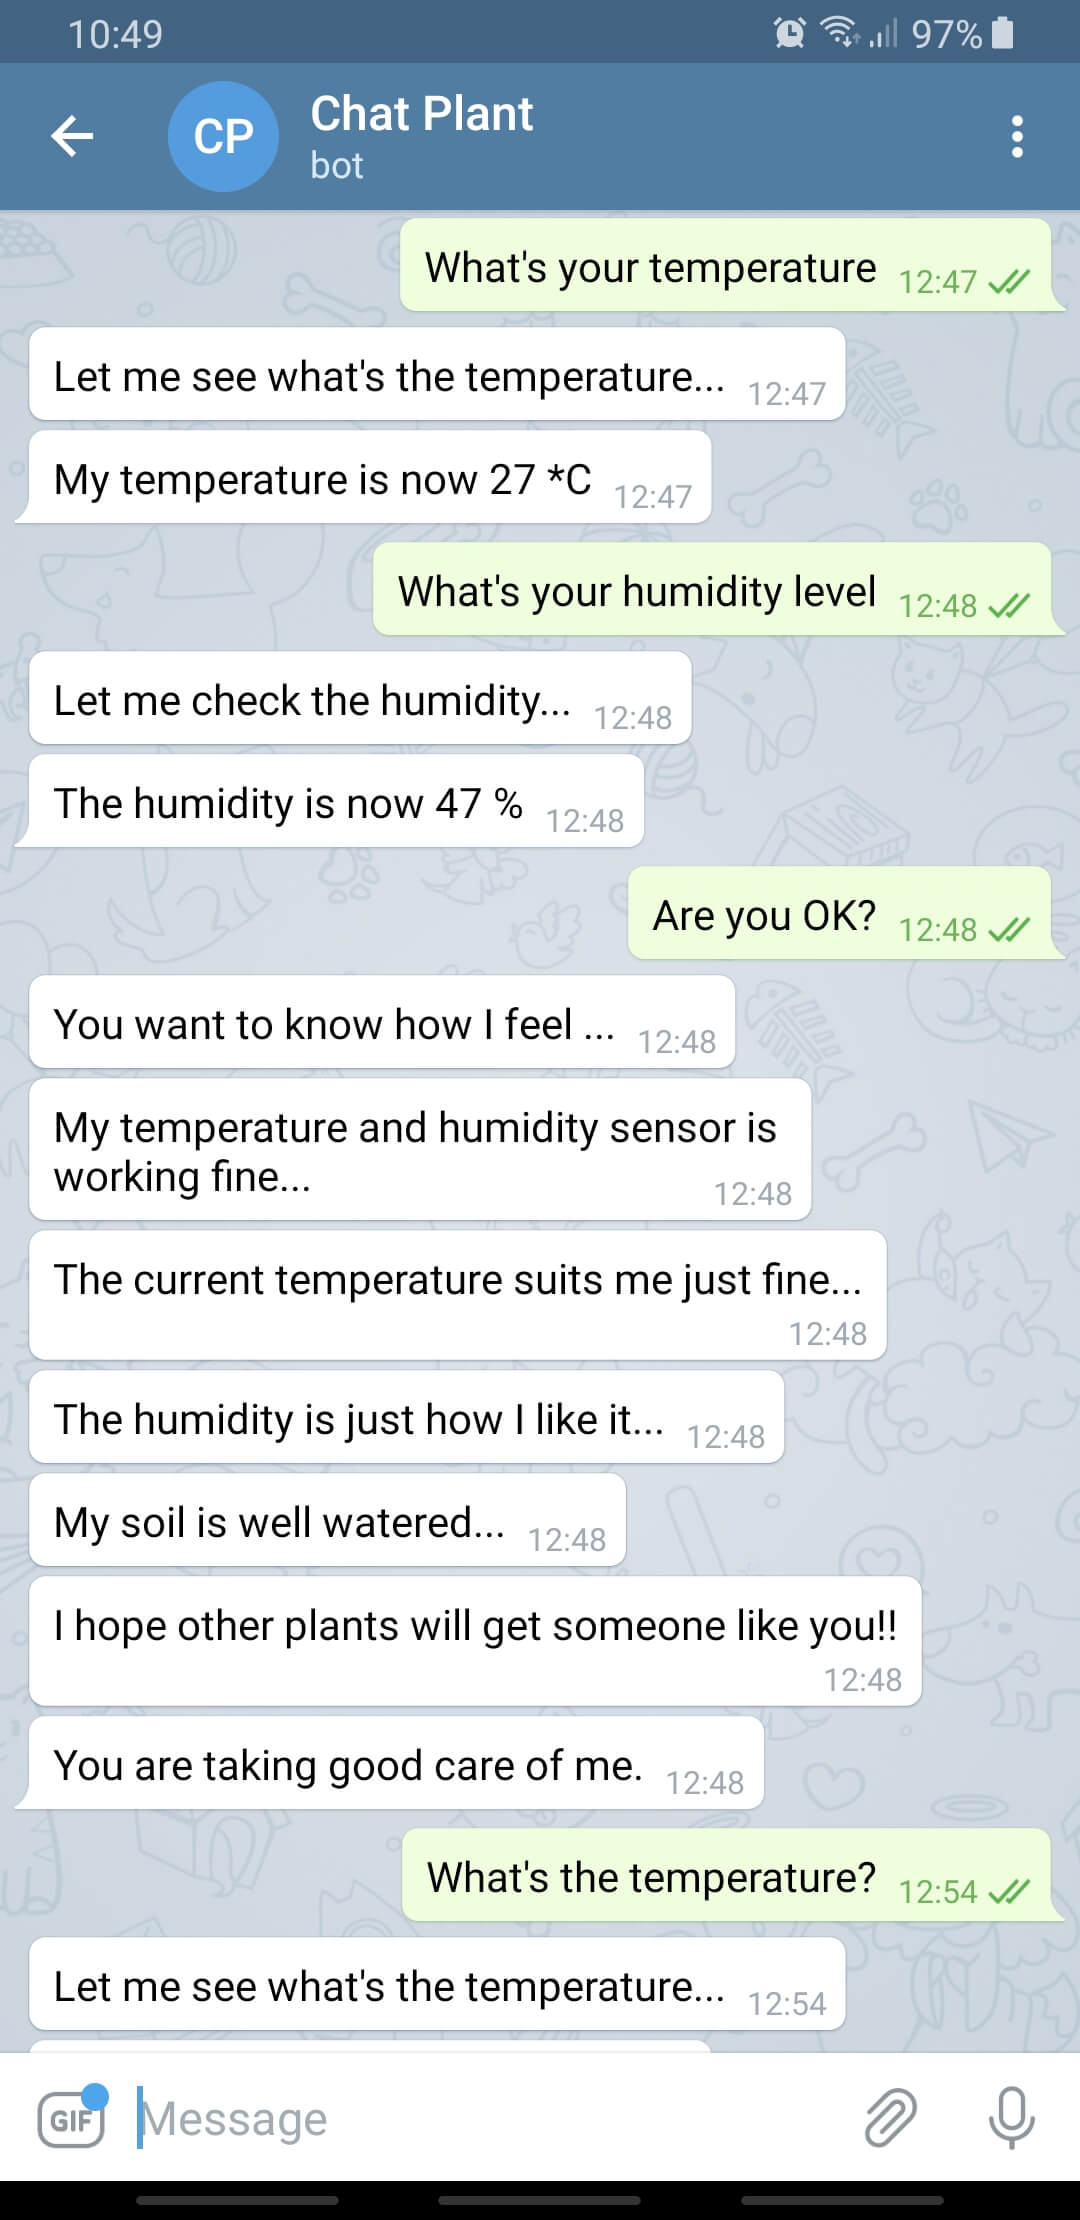 10:49
97%
CP
Chat Plant
bot
What's your temperature
12:47
Let me see what's the temperature...
12:47
My temperature is now 27 *C
12:47
What's your humidity level
12:48
Let me check the humidity...
12:48
The humidity is now 47 %
12:48
Are you OK?
12:48
You want to know how I feel ...
12:48
My temperature and humidity sensor is
working fine...
12:48
The current temperature suits me just fine...
12:48
The humidity is just how I like it...
12:48
My soil is well watered...
12:48
I hope other plants will get someone like you!!
12:48
You are taking good care of me.
12:48
What's the temperature?
12:54
Let me see what's the temperature...
12:54
GIF
Message